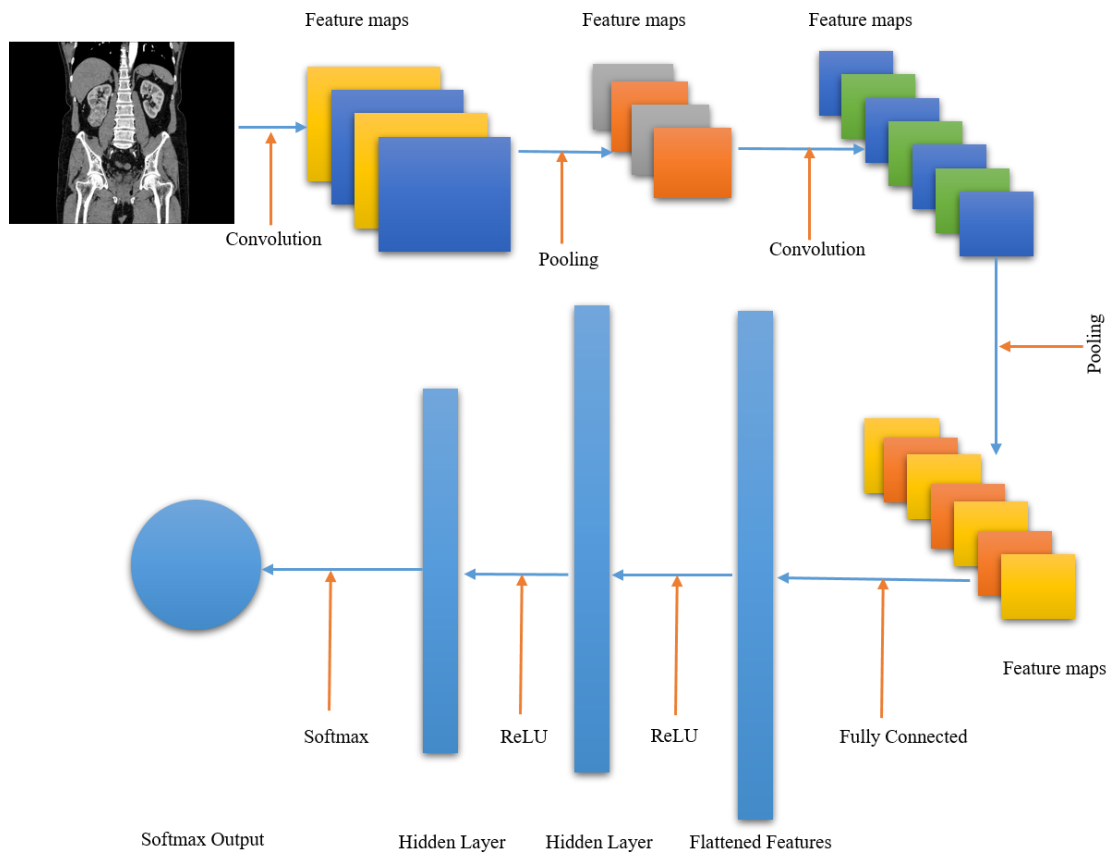 Feature maps
Feature maps
Feature maps
Convolution
Pooling
Convolution
Pooling
Feature maps
Softmax
ReLU
ReLU
Fully Connected
Softmax Output
Hidden Layer
Hidden Layer
Flattened Features